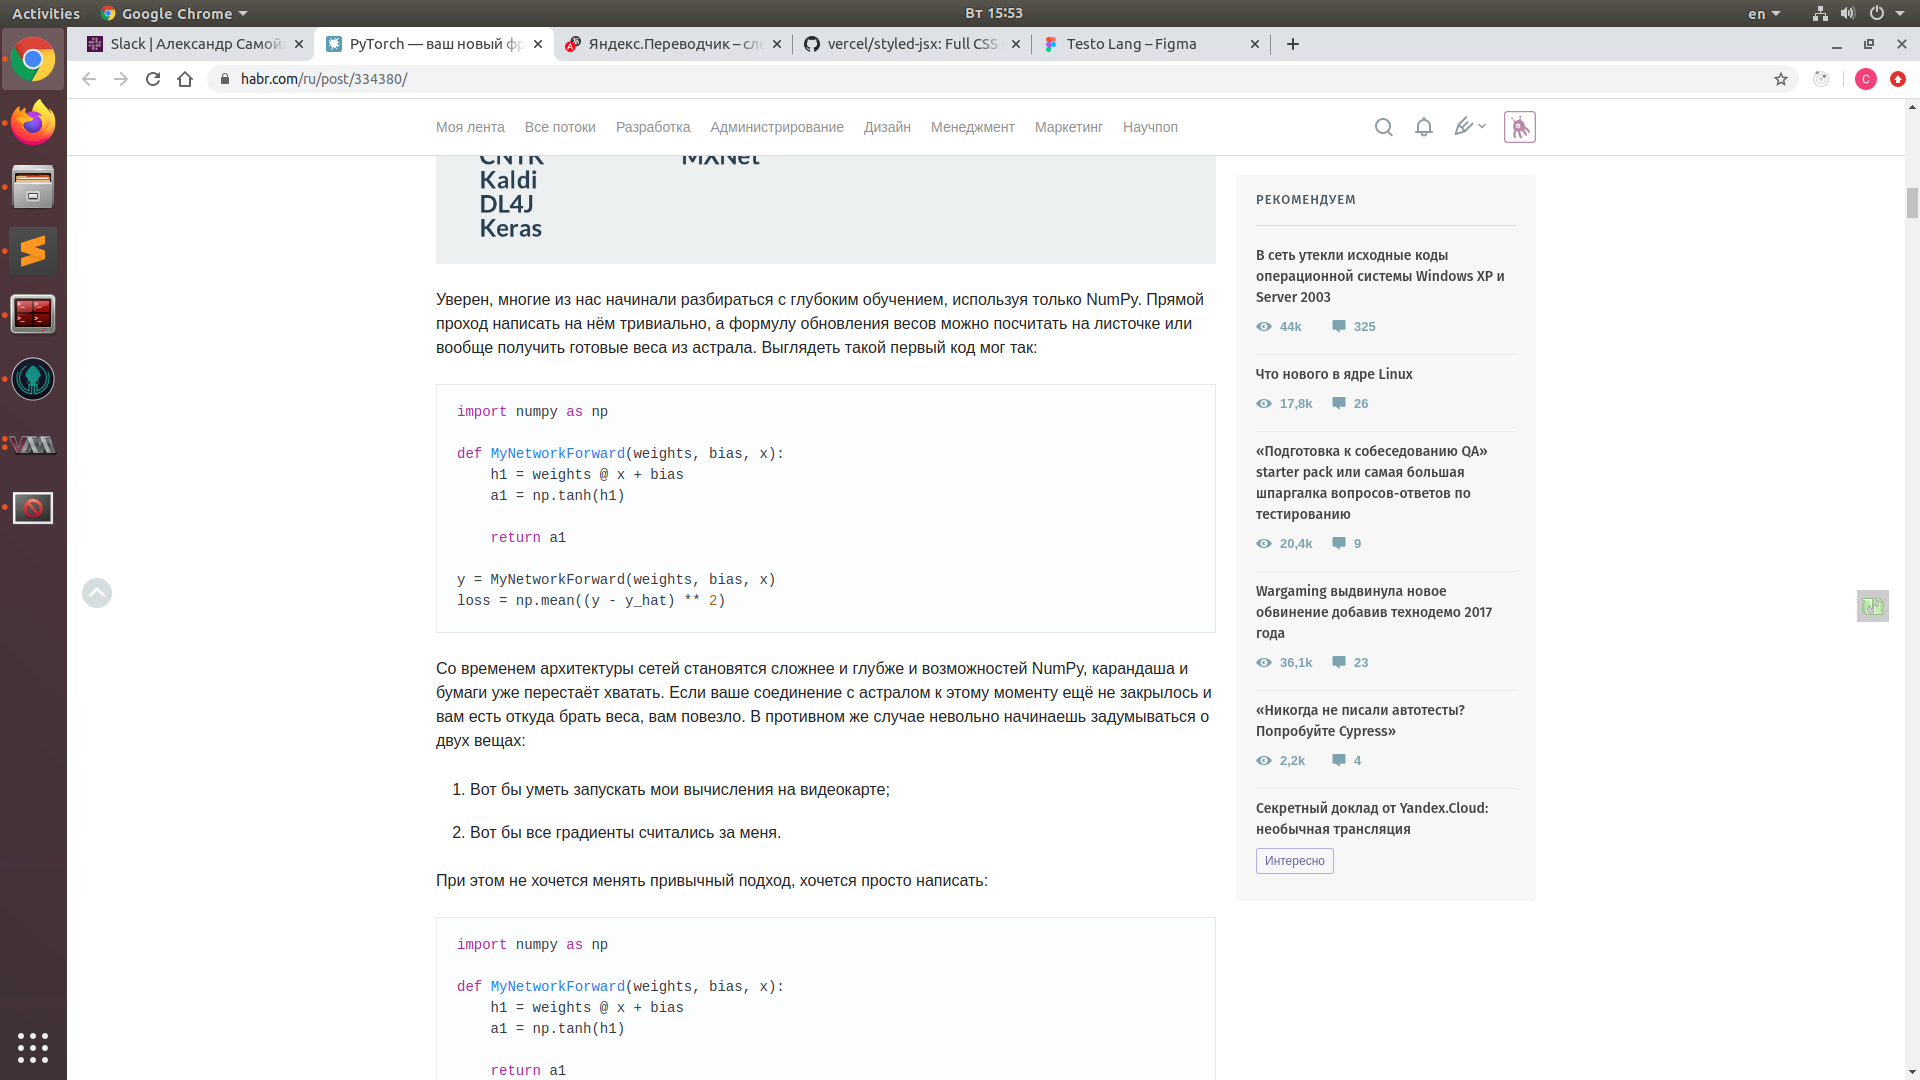 Activities
Google Chrome
Вт 15:53
en
Slack | Александр Самойл
PyTorch — ваш новый фр
Яндекс.Переводчик – сло
vercel/styled-jsx: Full CSS
Testo Lang – Figma
habr.com/ru/post/334380/
C
Моя лента
Все потоки
Разработка
Администрирование
Дизайн
Менеджмент
Маркетинг
Научпоп
CNTK
MXNet
Kaldi
DL4J
Keras
Уверен, многие из нас начинали разбираться с глубоким обучением, используя только NumPy. Прямой
проход написать на нём тривиально, а формулу обновления весов можно посчитать на листочке или
вообще получить готовые веса из астрала. Выглядеть такой первый код мог так:
import numpy as np
def MyNetworkForward(weights, bias, x):
    h1 = weights @ x + bias
    a1 = np.tanh(h1)
    return a1
y = MyNetworkForward(weights, bias, x)
loss = np.mean((y - y_hat) ** 2)
Со временем архитектуры сетей становятся сложнее и глубже и возможностей NumPy, карандаша и
бумаги уже перестаёт хватать. Если ваше соединение с астралом к этому моменту ещё не закрылось и
вам есть откуда брать веса, вам повезло. В противном же случае невольно начинаешь задумываться о
двух вещах:
1. Вот бы уметь запускать мои вычисления на видеокарте;
2. Вот бы все градиенты считались за меня.
При этом не хочется менять привычный подход, хочется просто написать:
import numpy as np
def MyNetworkForward(weights, bias, x):
    h1 = weights @ x + bias
    a1 = np.tanh(h1)
    return a1
РЕКОМЕНДУЕМ
В сеть утекли исходные коды
операционной системы Windows XP и
Server 2003
44k 325
Что нового в ядре Linux
17,8k 26
«Подготовка к собеседованию QA»
starter pack или самая большая
шпаргалка вопросов-ответов по
тестированию
20,4k 9
Wargaming выдвинула новое
обвинение добавив технодемо 2017
года
36,1k 23
«Никогда не писали автотесты?
Попробуйте Cypress»
2,2k 4
Секретный доклад от Yandex.Cloud:
необычная трансляция
Интересно